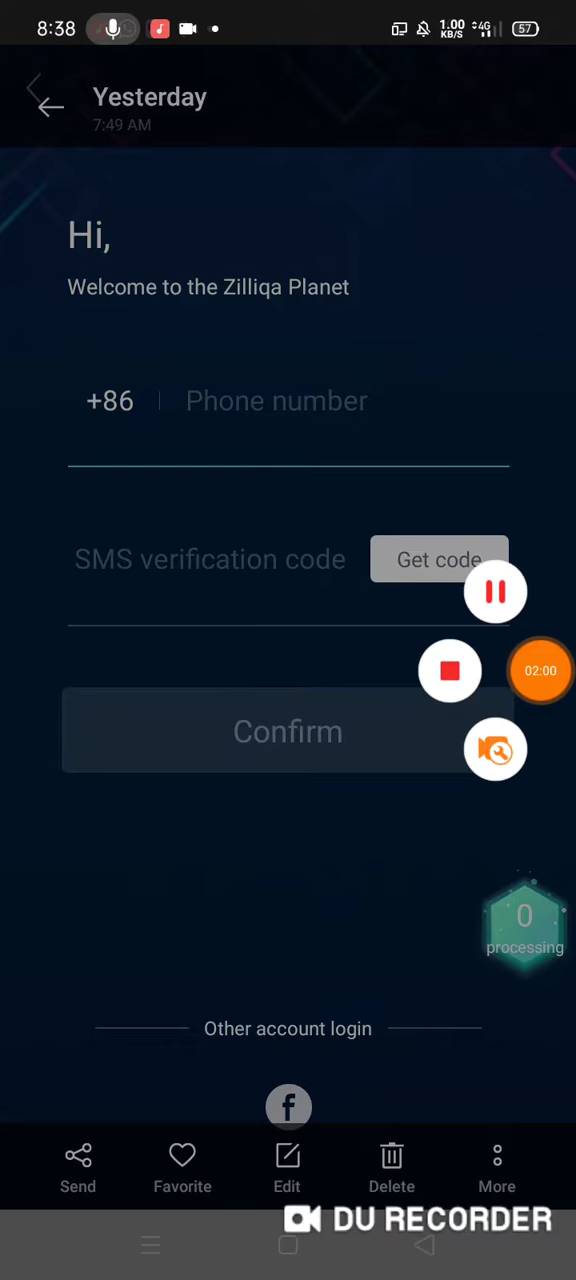 8:38
1.00
KB/S
4G
57
Yesterday
7:49 AM
Hi,
Welcome to the Zilliqa Planet
+86
Phone number
SMS verification code
Get code
02:00
Confirm
0
processing
Other account login
f
Send
Favorite
Edit
Delete
More
DU RECORDER